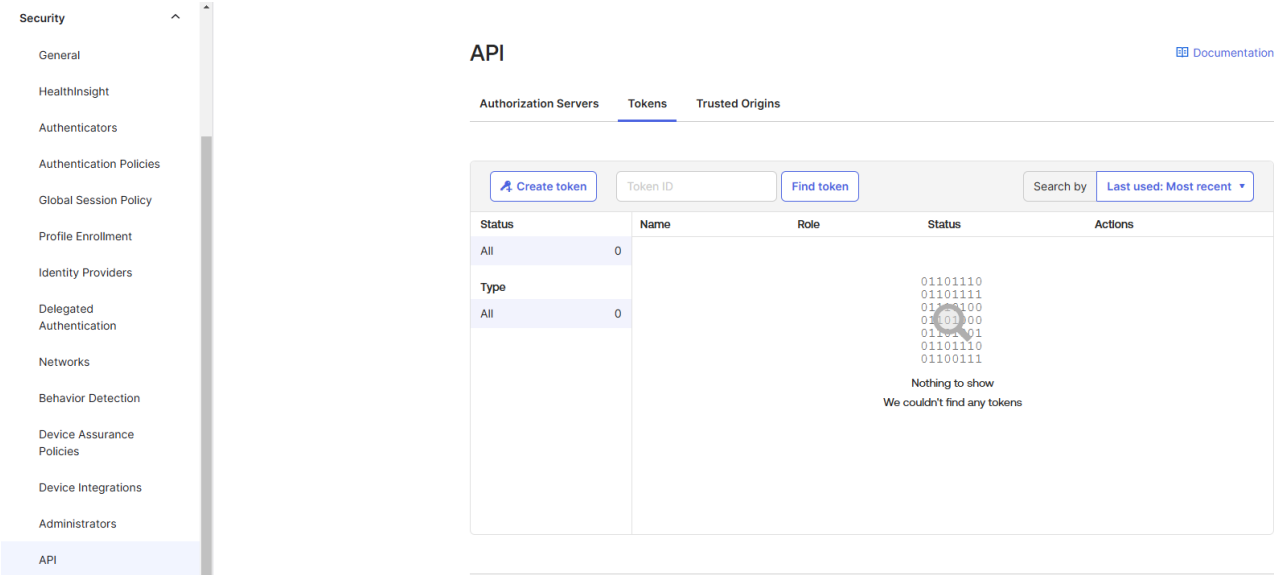 Security
General
HealthInsight
Authenticators
Authentication Policies
Global Session Policy
Profile Enrollment
Identity Providers
Delegated
Authentication
Networks
Behavior Detection
Device Assurance
Policies
Device Integrations
Administrators
API
API
Documentation
Authorization Servers Tokens Trusted Origins
Create token Token ID Find token Search by Last used: Most recent
Status Name Role Status Actions
All 0
Type
All 0
01101110
01101111
01110100
01101000
01101001
01101110
01100111
Nothing to show
We couldn't find any tokens